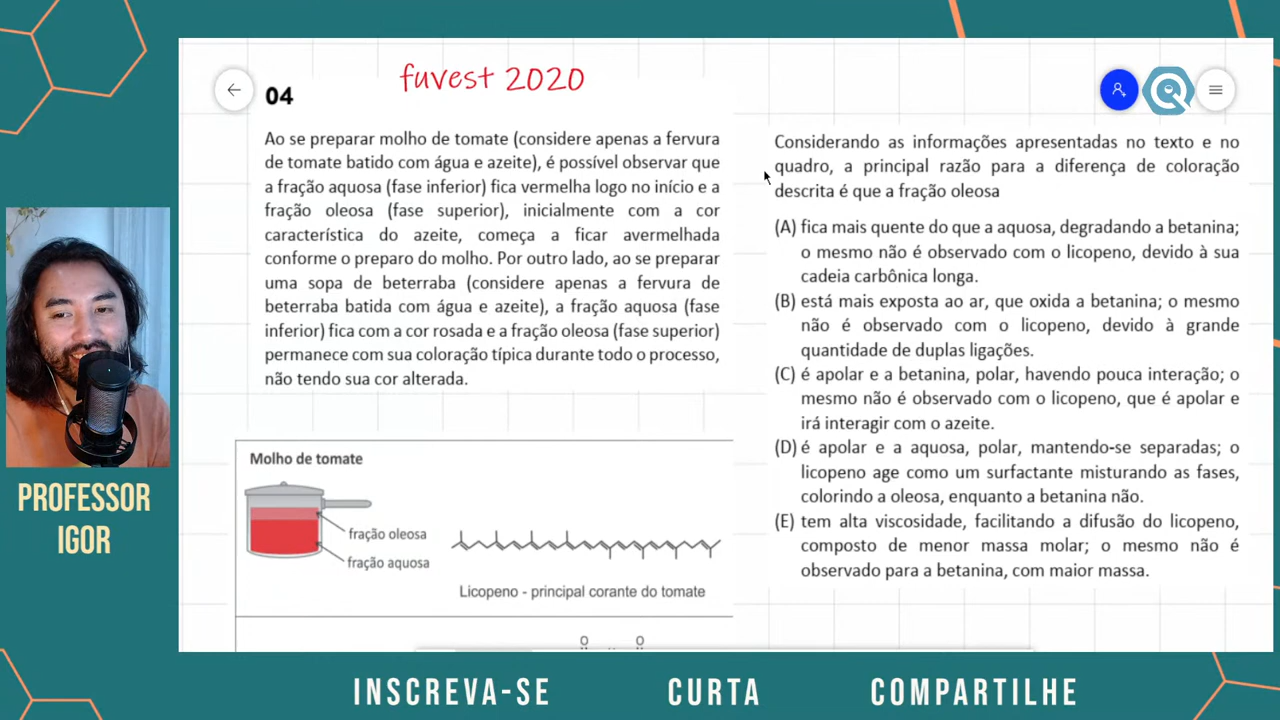 fuvest 2020
04
Ao se preparar molho de tomate (considere apenas a fervura
de tomate batido com água e azeite), é possível observar que
a fração aquosa (fase inferior) fica vermelha logo no início e a
fração oleosa (fase superior), inicialmente com a cor
característica do azeite, começa a ficar avermelhada
conforme o preparo do molho. Por outro lado, ao se preparar
uma sopa de beterraba (considere apenas a fervura de
beterraba batida com água e azeite), a fração aquosa (fase
inferior) fica com a cor rosada e a fração oleosa (fase superior)
permanece com sua coloração típica durante todo o processo,
não tendo sua cor alterada.
Molho de tomate
fração oleosa
fração aquosa
Licopeno - principal corante do tomate
O O
Considerando as informações apresentadas no texto e no
quadro, a principal razão para a diferença de coloração
descrita é que a fração oleosa
(A) fica mais quente do que a aquosa, degradando a betanina;
o mesmo não é observado com o licopeno, devido à sua
cadeia carbônica longa.
(B) está mais exposta ao ar, que oxida a betanina; o mesmo
não é observado com o licopeno, devido à grande
quantidade de duplas ligações.
(C) é apolar e a betanina, polar, havendo pouca interação; o
mesmo não é observado com o licopeno, que é apolar e
irá interagir com o azeite.
(D) é apolar e a aquosa, polar, mantendo-se separadas; o
licopeno age como um surfactante misturando as fases,
colorindo a oleosa, enquanto a betanina não.
(E) tem alta viscosidade, facilitando a difusão do licopeno,
composto de menor massa molar; o mesmo não é
observado para a betanina, com maior massa.
PROFESSOR
IGOR
INSCREVA-SE CURTA COMPARTILHE